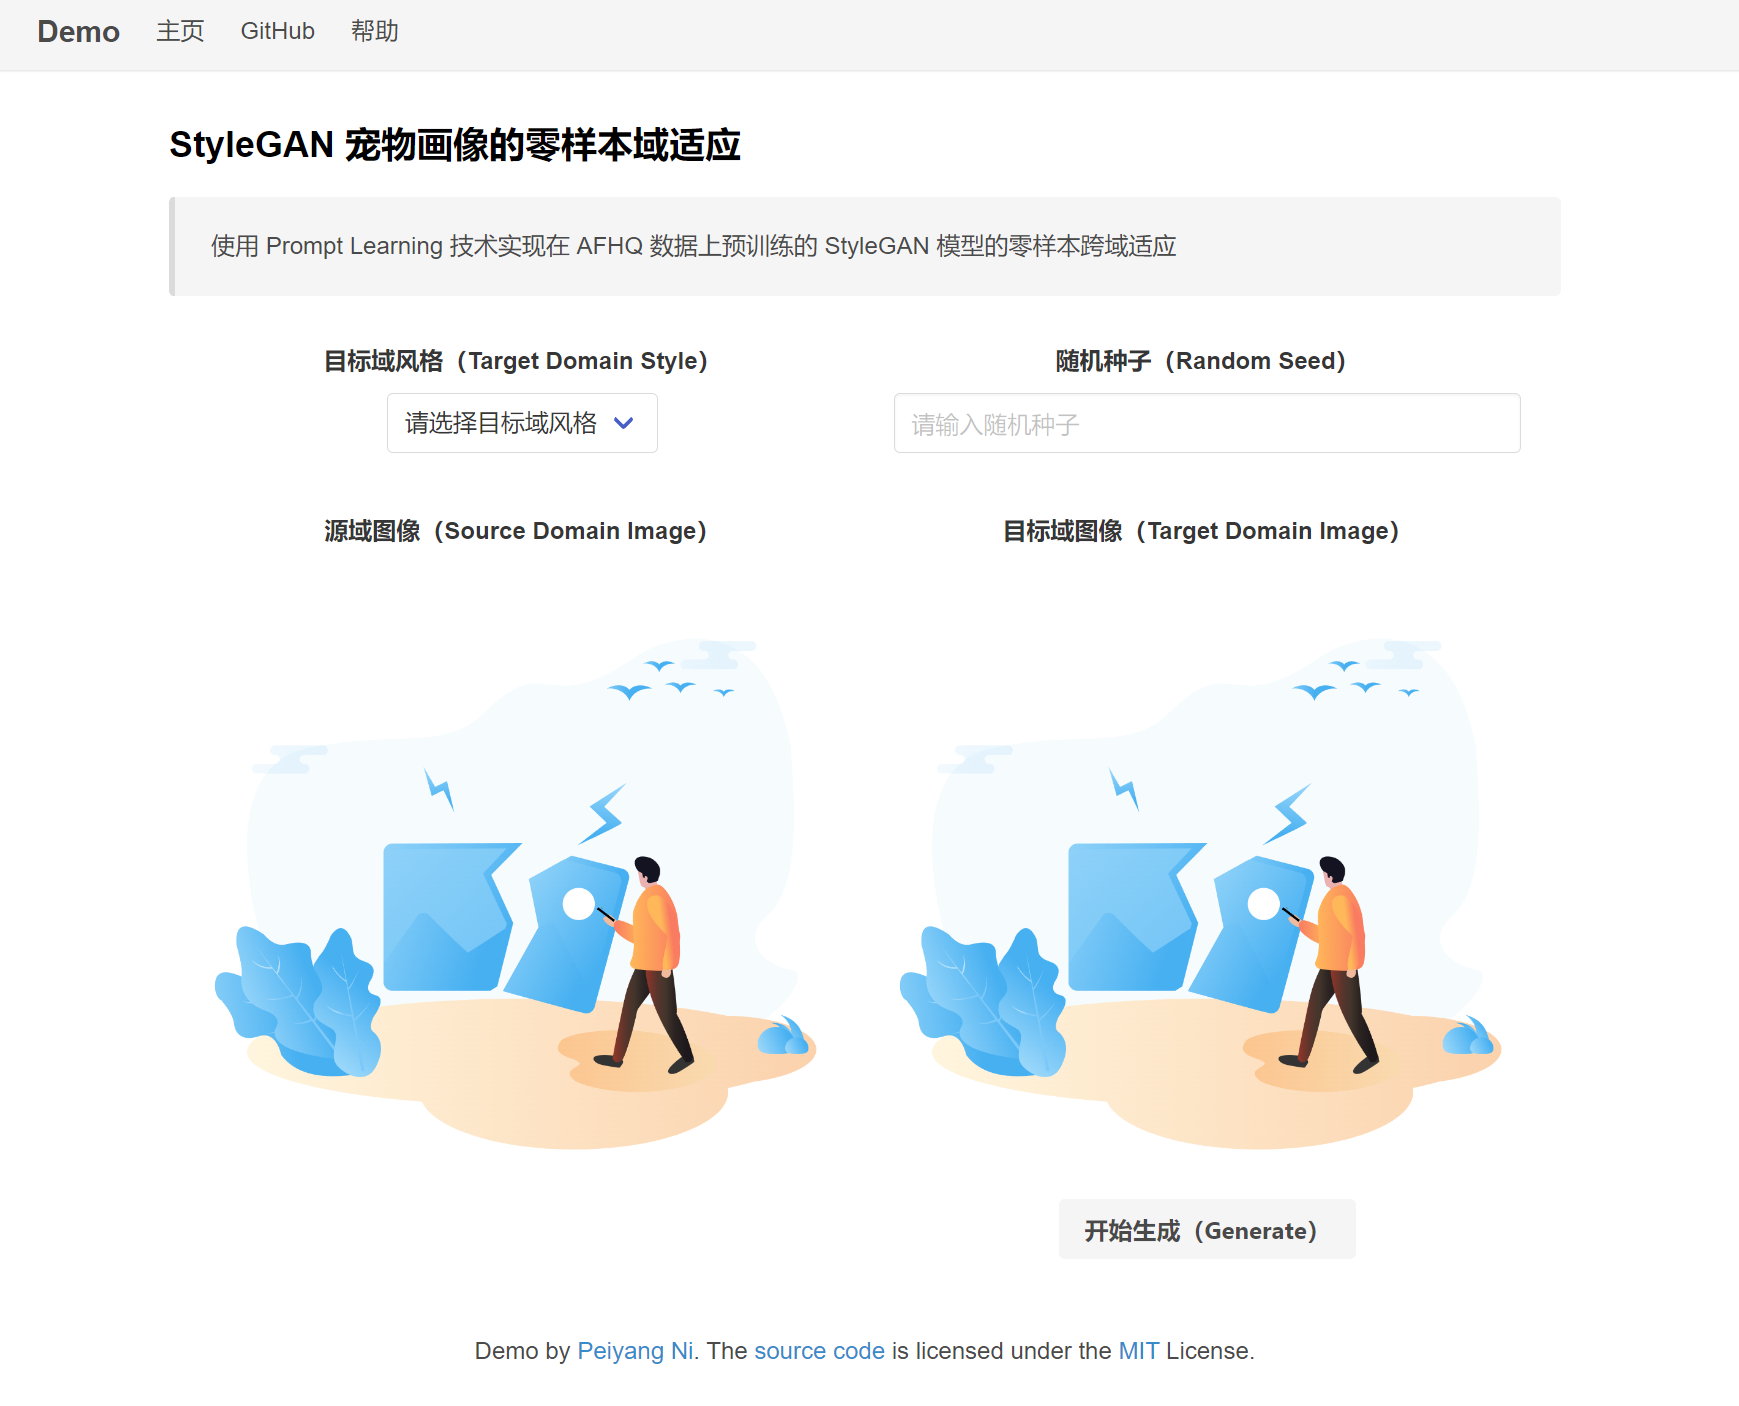 Demo 主页 GitHub 帮助
StyleGAN 宠物画像的零样本域适应
使用 Prompt Learning 技术实现在 AFHQ 数据上预训练的 StyleGAN 模型的零样本跨域适应
目标域风格（Target Domain Style）
请选择目标域风格
随机种子（Random Seed）
请输入随机种子
源域图像（Source Domain Image）
目标域图像（Target Domain Image）
开始生成（Generate）
Demo by Peiyang Ni. The source code is licensed under the MIT License.